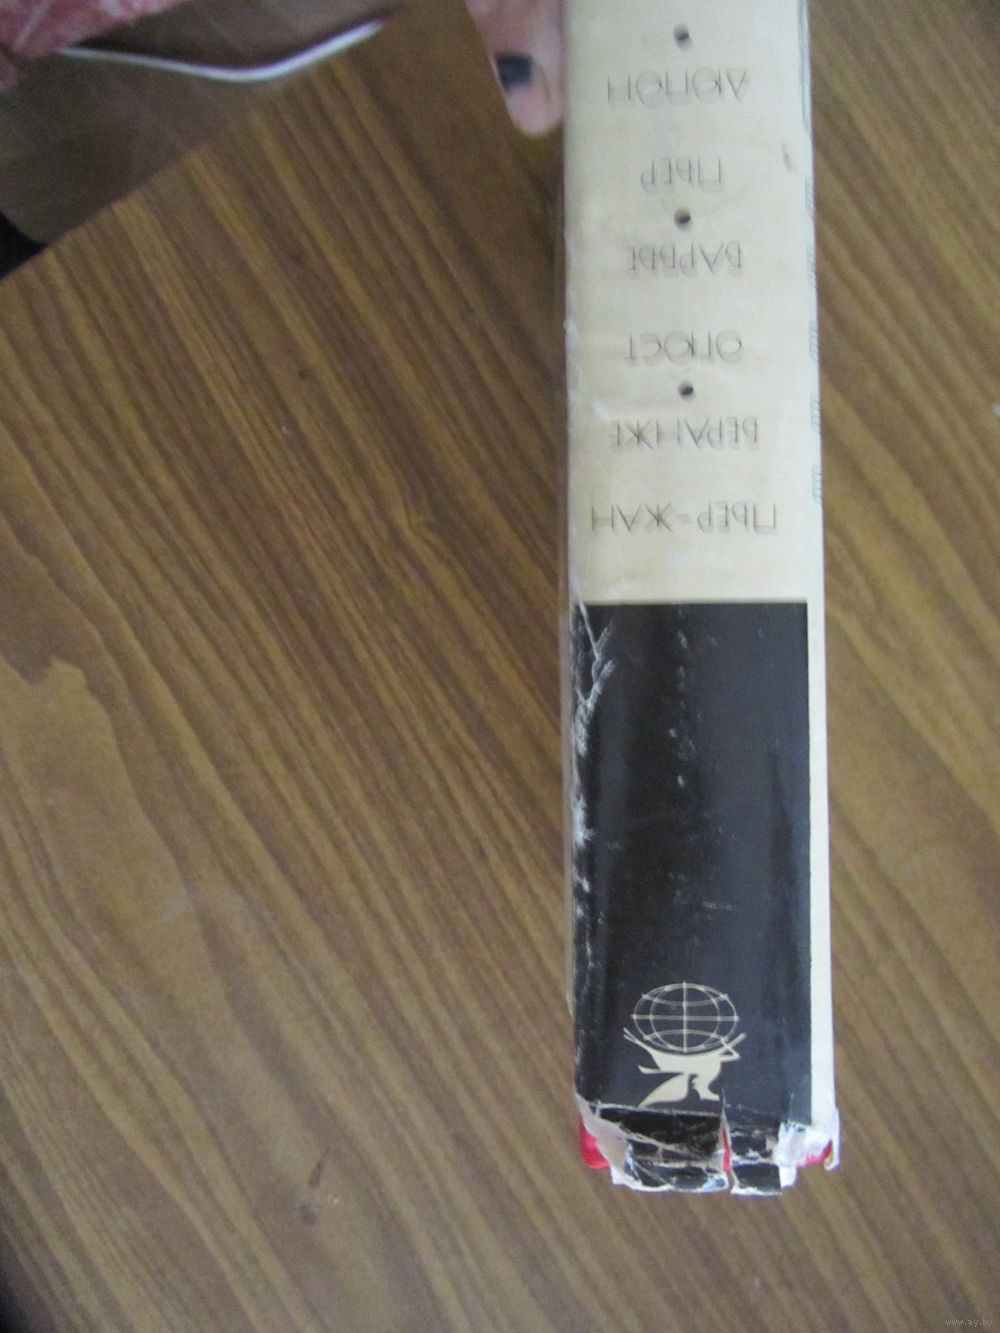 ПЬЕР-ЖАН
БЕРАНЖЕ
•
ОГЮСТ
БАРБЬЕ
•
ПЬЕР
ДЮПОН
•
www.ay.by